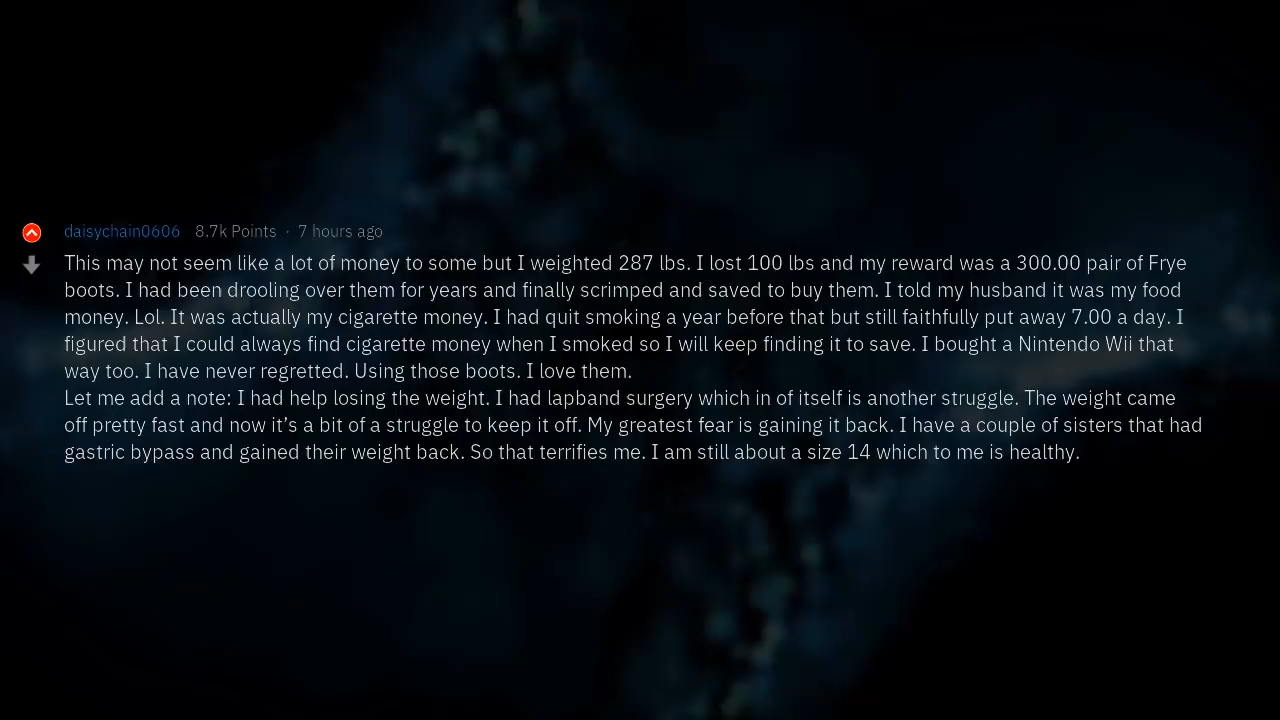 daisychain0606 8.7k Points · 7 hours ago
This may not seem like a lot of money to some but I weighted 287 lbs. I lost 100 lbs and my reward was a 300.00 pair of Frye
boots. I had been drooling over them for years and finally scrimped and saved to buy them. I told my husband it was my food
money. Lol. It was actually my cigarette money. I had quit smoking a year before that but still faithfully put away 7.00 a day. I
figured that I could always find cigarette money when I smoked so I will keep finding it to save. I bought a Nintendo Wii that
way too. I have never regretted. Using those boots. I love them.
Let me add a note: I had help losing the weight. I had lapband surgery which in of itself is another struggle. The weight came
off pretty fast and now it’s a bit of a struggle to keep it off. My greatest fear is gaining it back. I have a couple of sisters that had
gastric bypass and gained their weight back. So that terrifies me. I am still about a size 14 which to me is healthy.